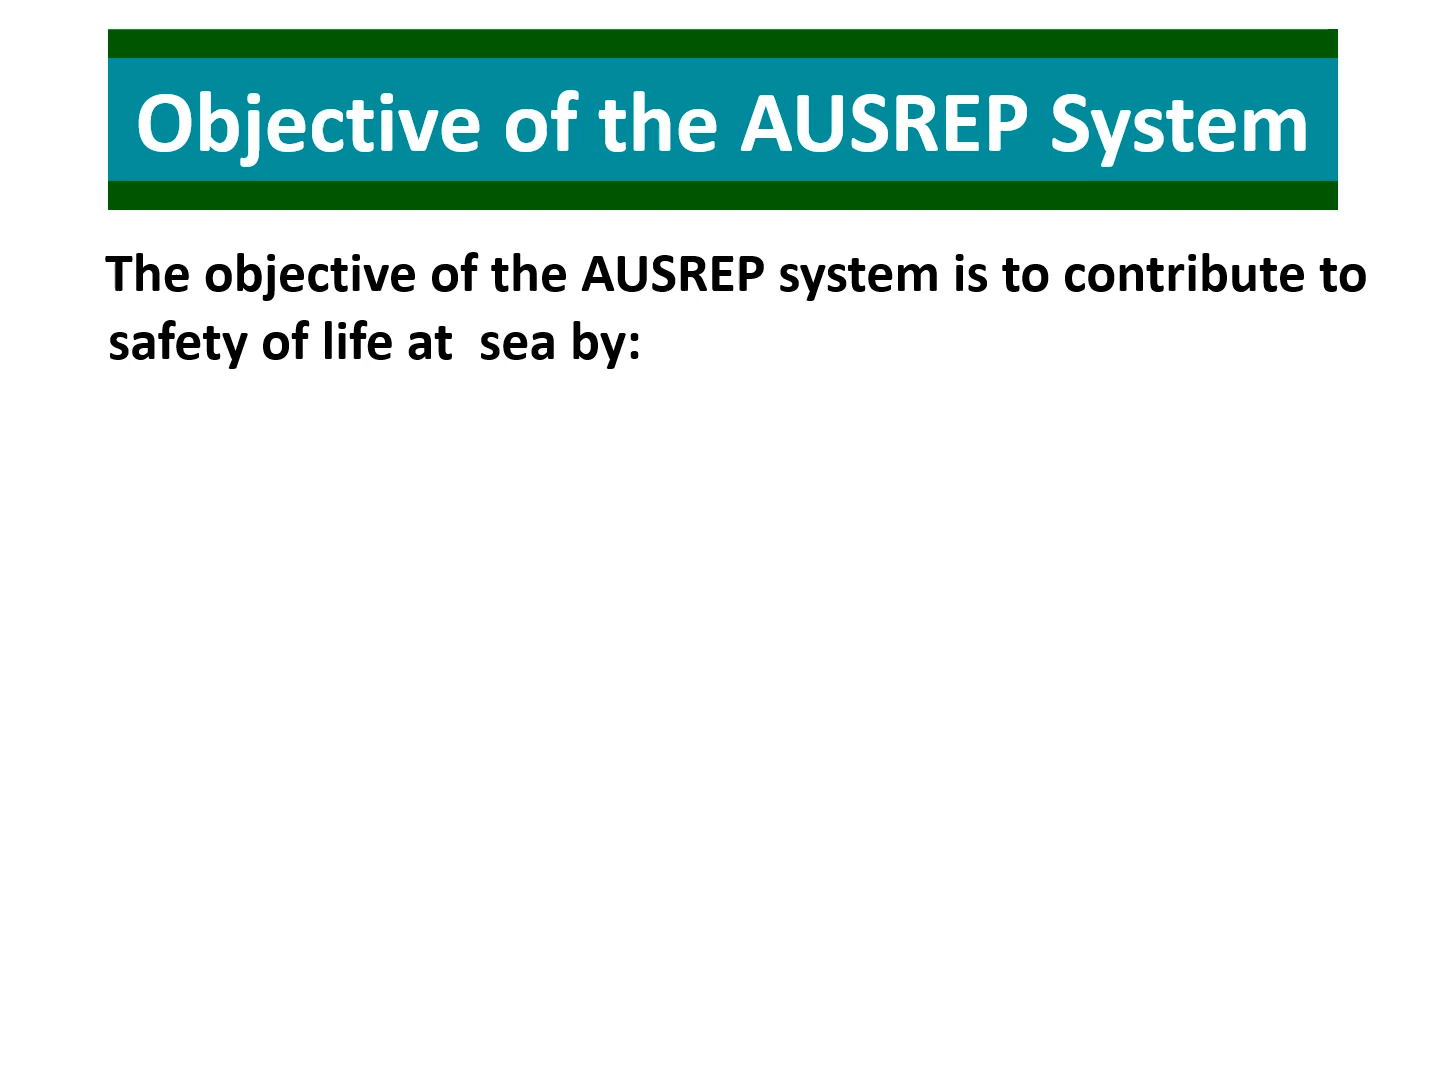 Objective of the AUSREP System
The objective of the AUSREP system is to contribute to
safety of life at  sea by: